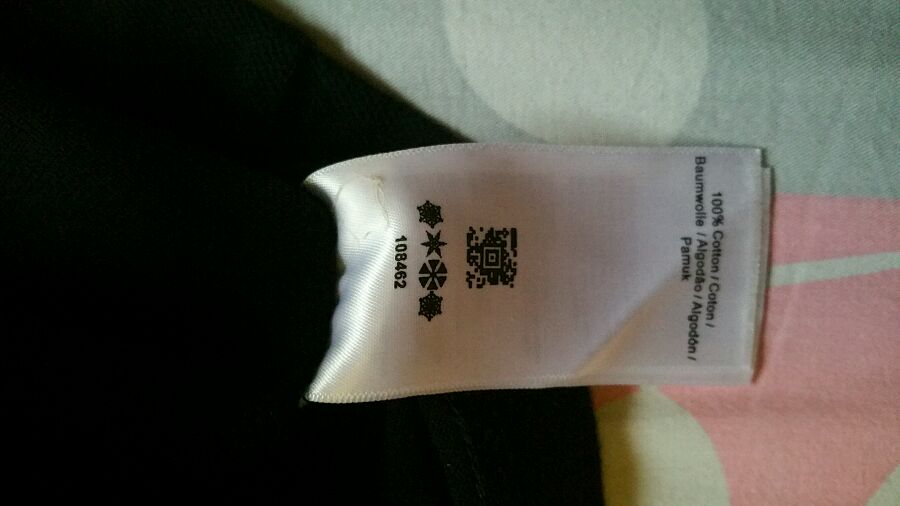 100% Cotton / Coton /
Baumwolle / Algodão / Algodón /
Pamuk
108462